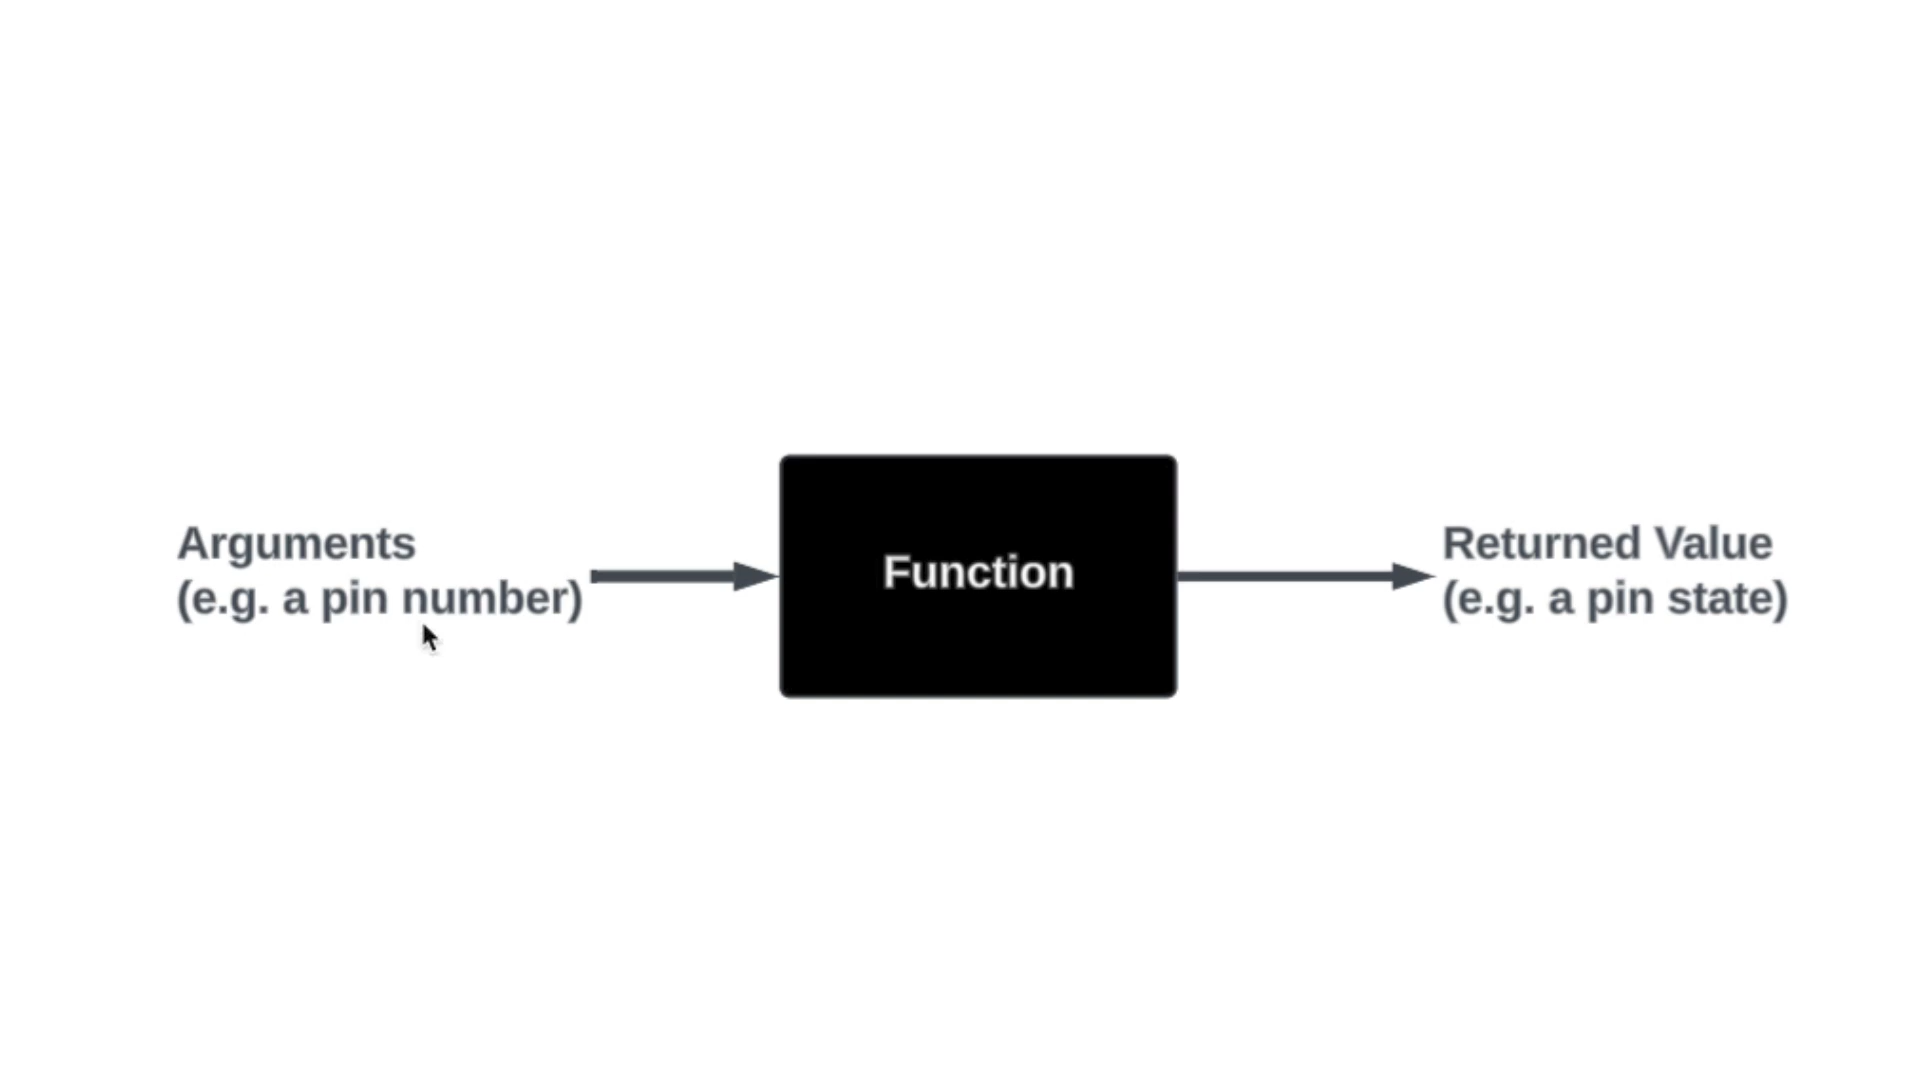 Arguments
(e.g. a pin number)
Function
Returned Value
(e.g. a pin state)